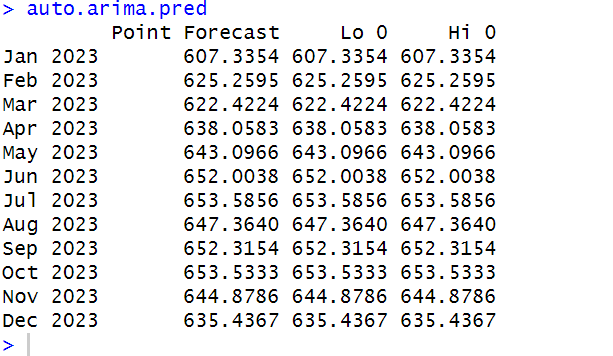 > auto.arima.pred
         Point Forecast     Lo 0     Hi 0
Jan 2023       607.3354 607.3354 607.3354
Feb 2023       625.2595 625.2595 625.2595
Mar 2023       622.4224 622.4224 622.4224
Apr 2023       638.0583 638.0583 638.0583
May 2023       643.0966 643.0966 643.0966
Jun 2023       652.0038 652.0038 652.0038
Jul 2023       653.5856 653.5856 653.5856
Aug 2023       647.3640 647.3640 647.3640
Sep 2023       652.3154 652.3154 652.3154
Oct 2023       653.5333 653.5333 653.5333
Nov 2023       644.8786 644.8786 644.8786
Dec 2023       635.4367 635.4367 635.4367
>